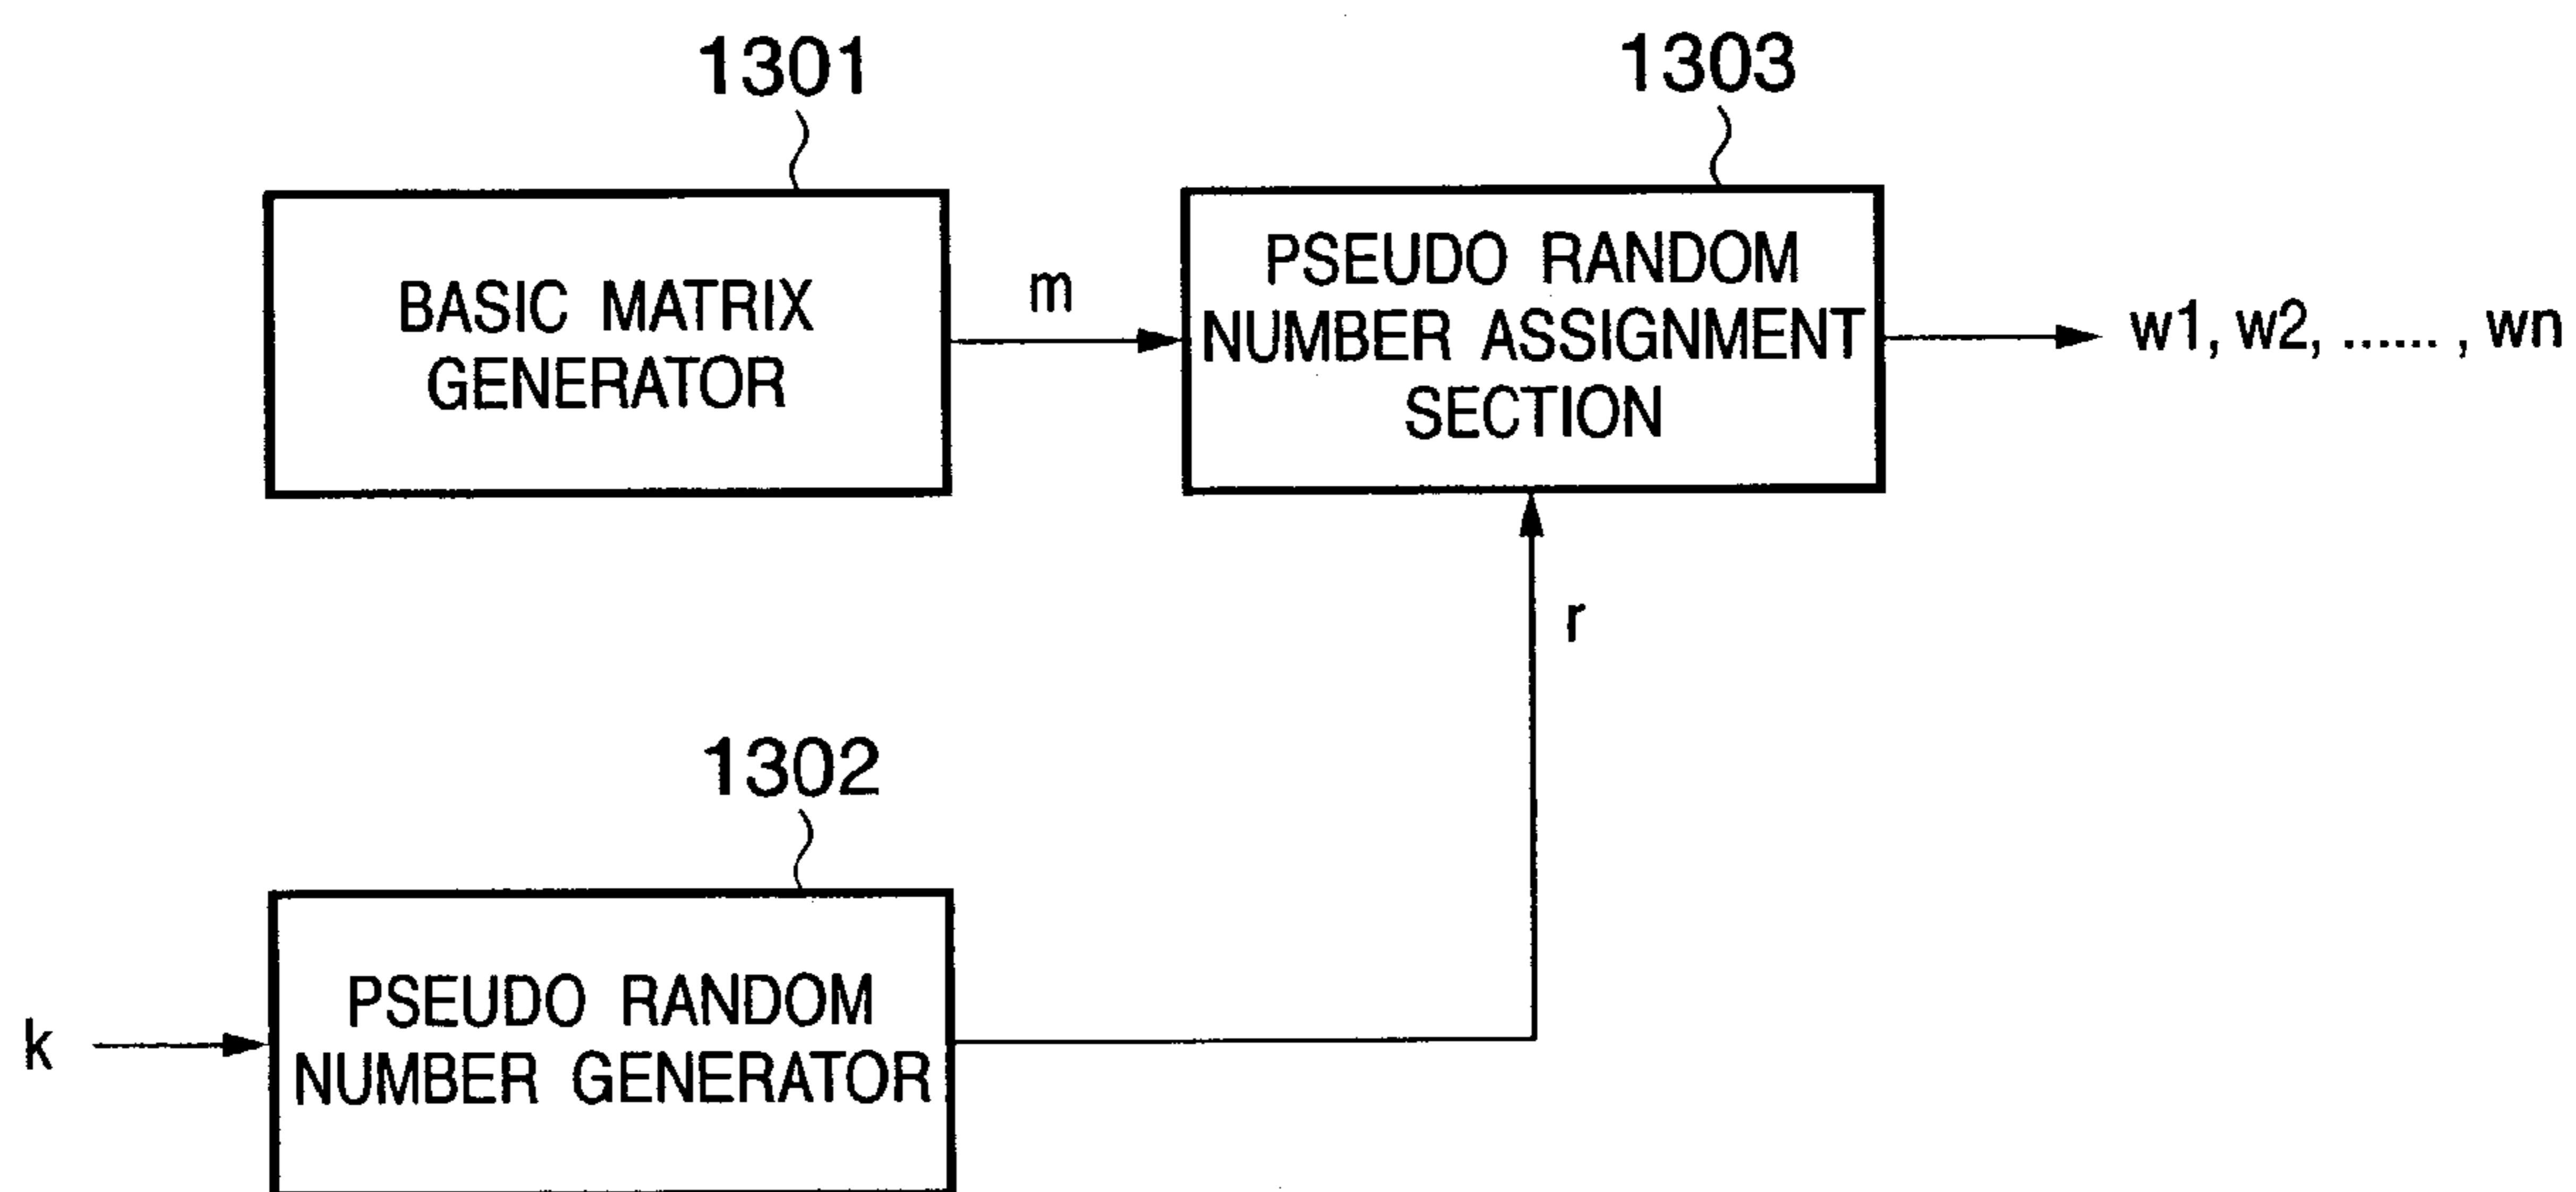 1301
1303
BASIC MATRIX
GENERATOR
m
PSEUDO RANDOM
NUMBER ASSIGNMENT
SECTION
w1, w2, ...... , wn
r
1302
k
PSEUDO RANDOM
NUMBER GENERATOR